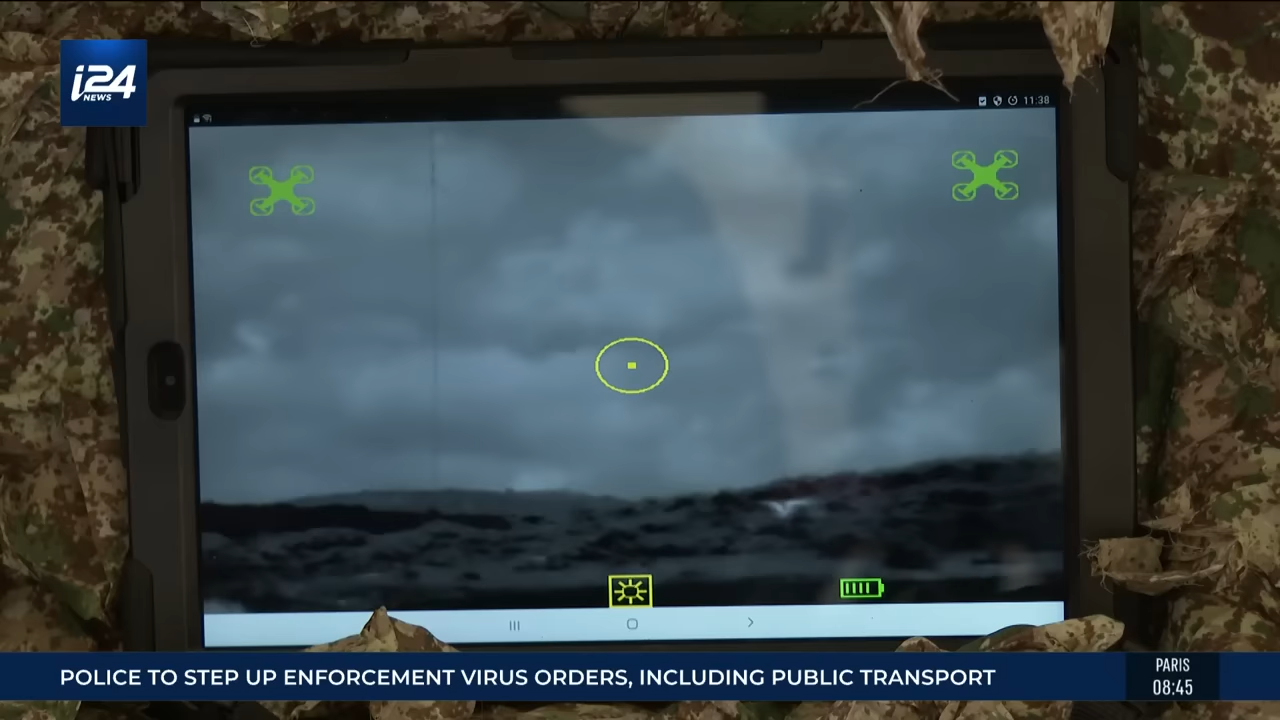 i24
NEWS
11:38
POLICE TO STEP UP ENFORCEMENT VIRUS ORDERS, INCLUDING PUBLIC TRANSPORT
PARIS
08:45